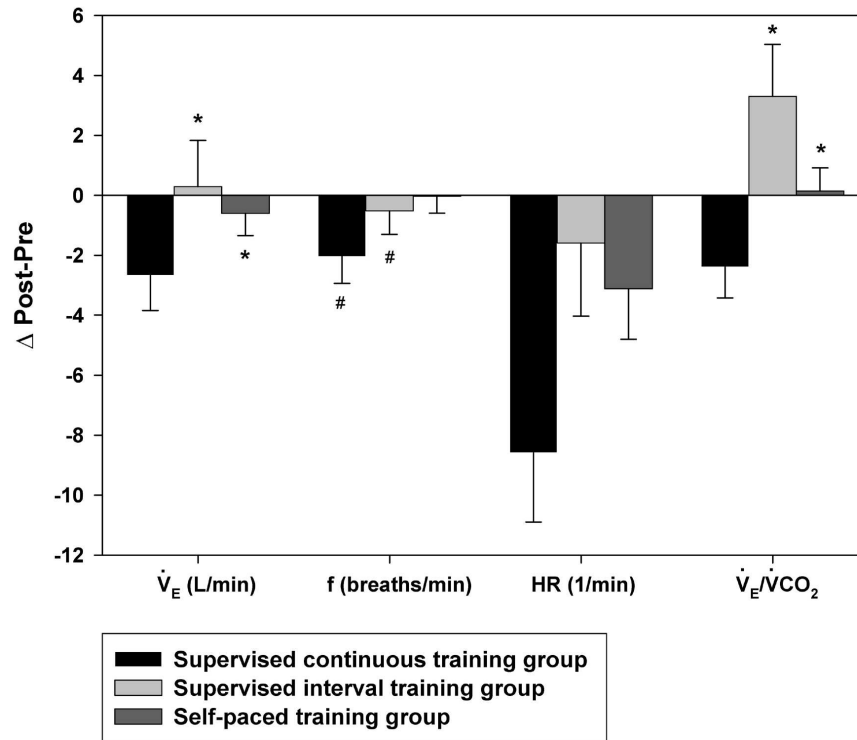 6
4
2
0
-2
-4
-6
-8
-10
-12
Δ Post-Pre
*
*
#
#
*
*
V̇E (L/min)
f (breaths/min)
HR (1/min)
V̇E/V̇CO₂
Supervised continuous training group
Supervised interval training group
Self-paced training group